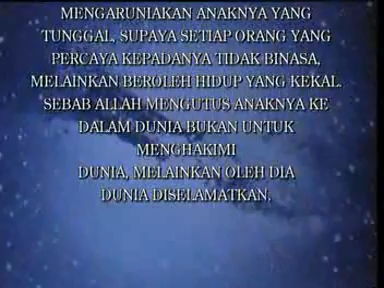 MENGARUNIAKAN ANAKNYA YANG
TUNGGAL, SUPAYA SETIAP ORANG YANG
PERCAYA KEPADANYA TIDAK BINASA,
MELAINKAN BEROLEH HIDUP YANG KEKAL.
SEBAB ALLAH MENGUTUS ANAKNYA KE
DALAM DUNIA BUKAN UNTUK
MENGHAKIMI
DUNIA, MELAINKAN OLEH DIA
DUNIA DISELAMATKAN.